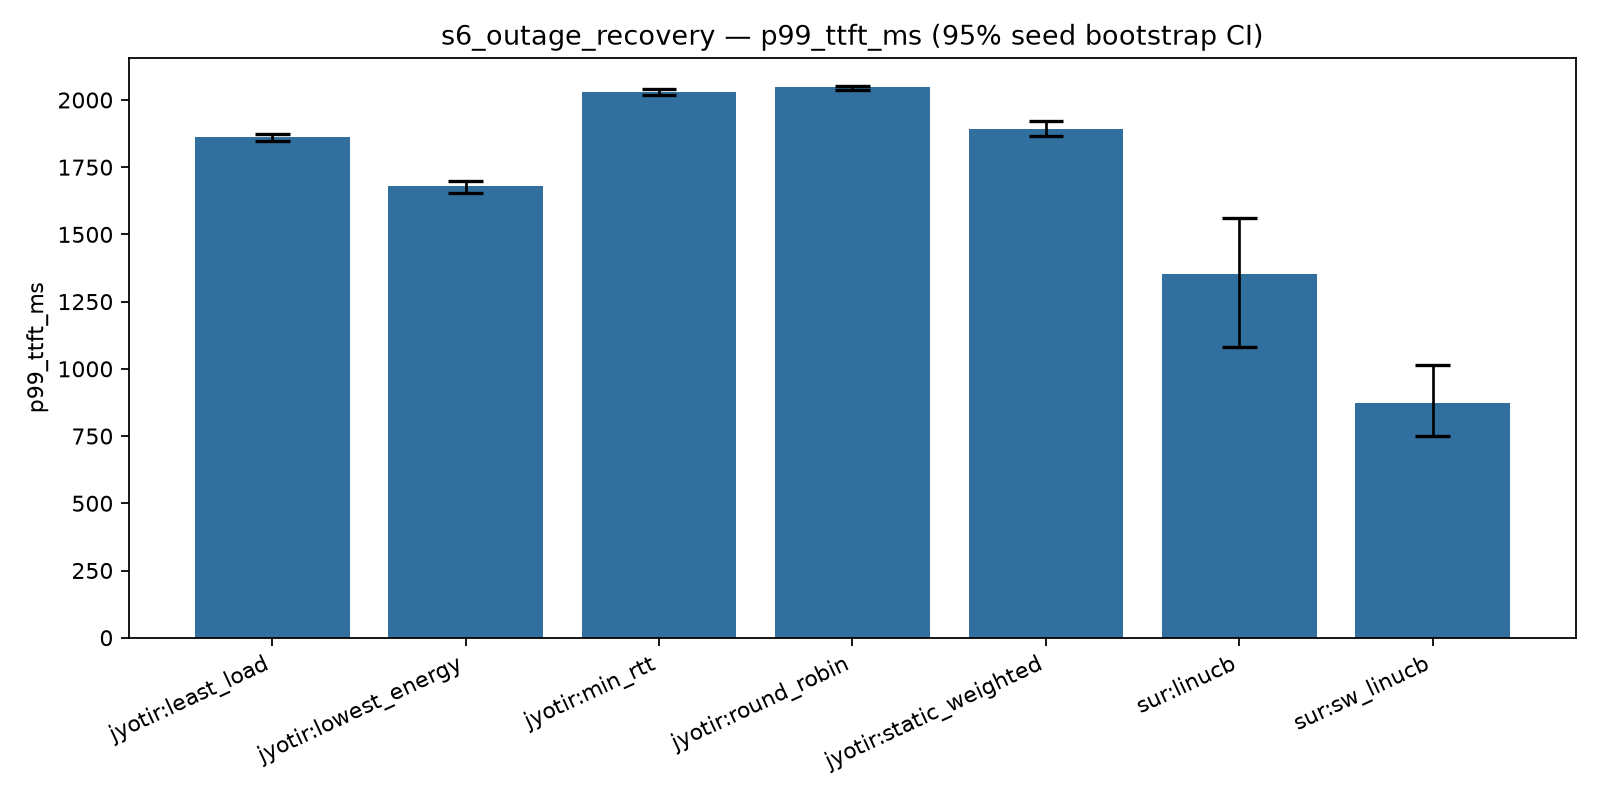 s6_outage_recovery — p99_ttft_ms (95% seed bootstrap CI)
p99_ttft_ms
2000
1750
1500
1250
1000
750
500
250
0
jyotir:least_load
jyotir:lowest_energy
jyotir:min_rtt
jyotir:round_robin
jyotir:static_weighted
sur:linucb
sur:sw_linucb